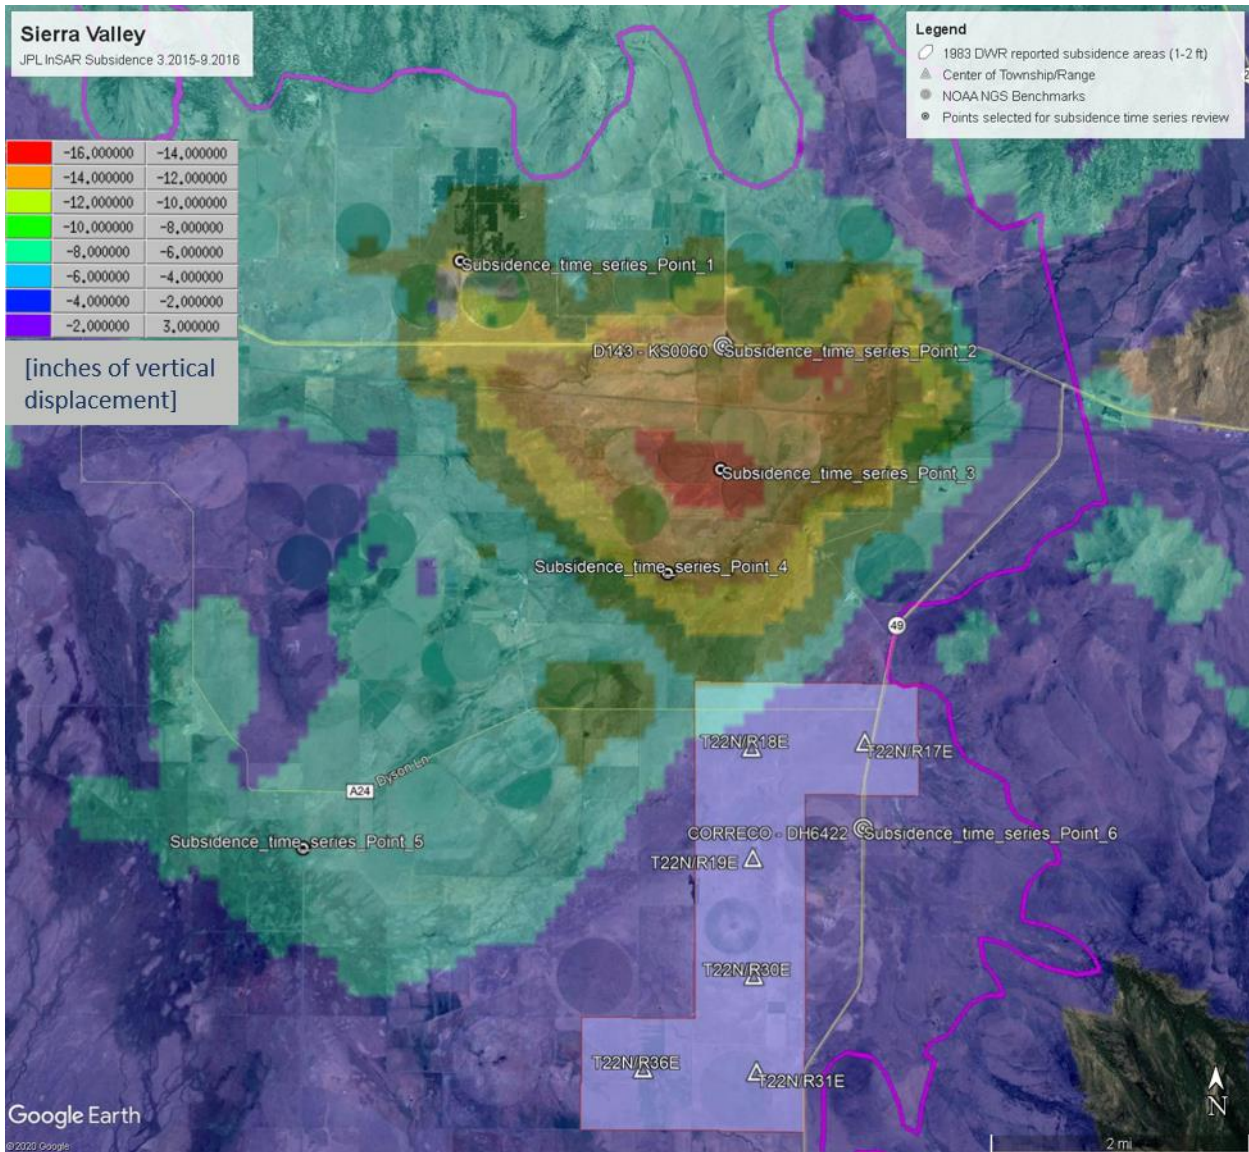 Sierra Valley
JPL InSAR Subsidence 3.2015-9.2016
Legend
1983 DWR reported subsidence areas (1-2 ft)
Center of Township/Range
NOAA NGS Benchmarks
Points selected for subsidence time series review
-16.000000 -14.000000
-14.000000 -12.000000
-12.000000 -10.000000
-10.000000 -8.000000
-8.000000 -6.000000
-6.000000 -4.000000
-4.000000 -2.000000
-2.000000 3.000000
[inches of vertical
displacement]
Subsidence_time_series_Point_1
D143 - KS0060 Subsidence_time_series_Point_2
Subsidence_time_series_Point_3
Subsidence_time_series_Point_4
49
T22N/R18E
T22N/R17E
Dyson Ln
A24
CORRECO - DH6422 Subsidence_time_series_Point_6
Subsidence_time_series_Point_5
T22N/R19E
T22N/R30E
T22N/R36E
T22N/R31E
Google Earth
©2020 Google
N
2 mi